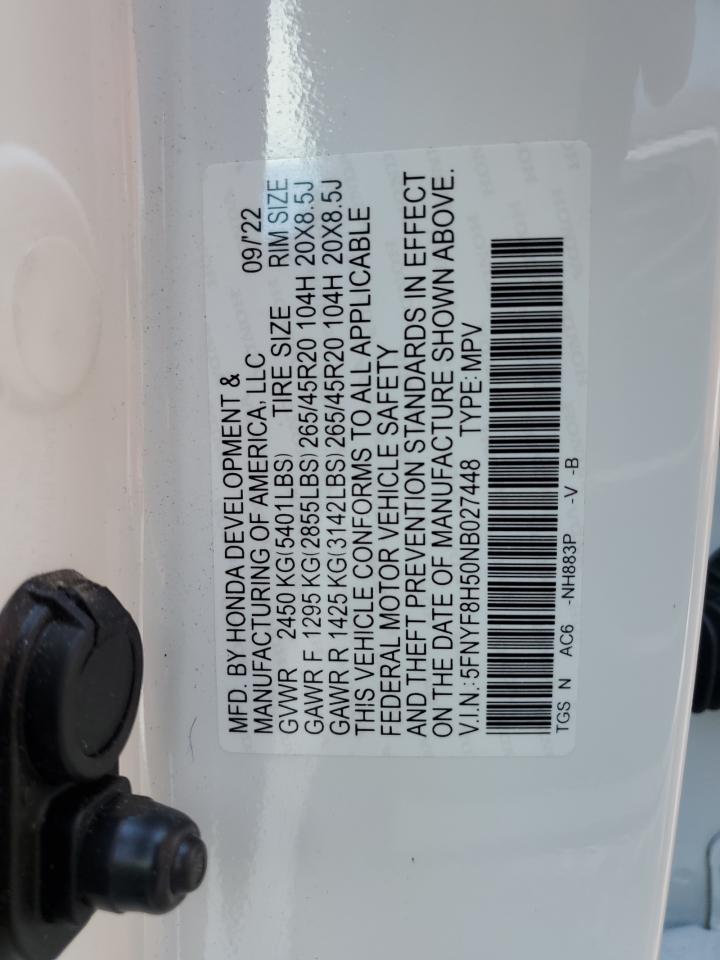 MFD. BY HONDA DEVELOPMENT &
MANUFACTURING OF AMERICA, LLC 09/'22
GVWR 2450 KG(5401LBS) TIRE SIZE RIM SIZE
GAWR F 1295 KG(2855LBS) 265/45R20 104H 20X8.5J
GAWR R 1425 KG(3142LBS) 265/45R20 104H 20X8.5J
THIS VEHICLE CONFORMS TO ALL APPLICABLE
FEDERAL MOTOR VEHICLE SAFETY
AND THEFT PREVENTION STANDARDS IN EFFECT
ON THE DATE OF MANUFACTURE SHOWN ABOVE.
V.I.N.:5FNYF8H50NB027448 TYPE:MPV
TGS N AC6 -NH883P -V -B